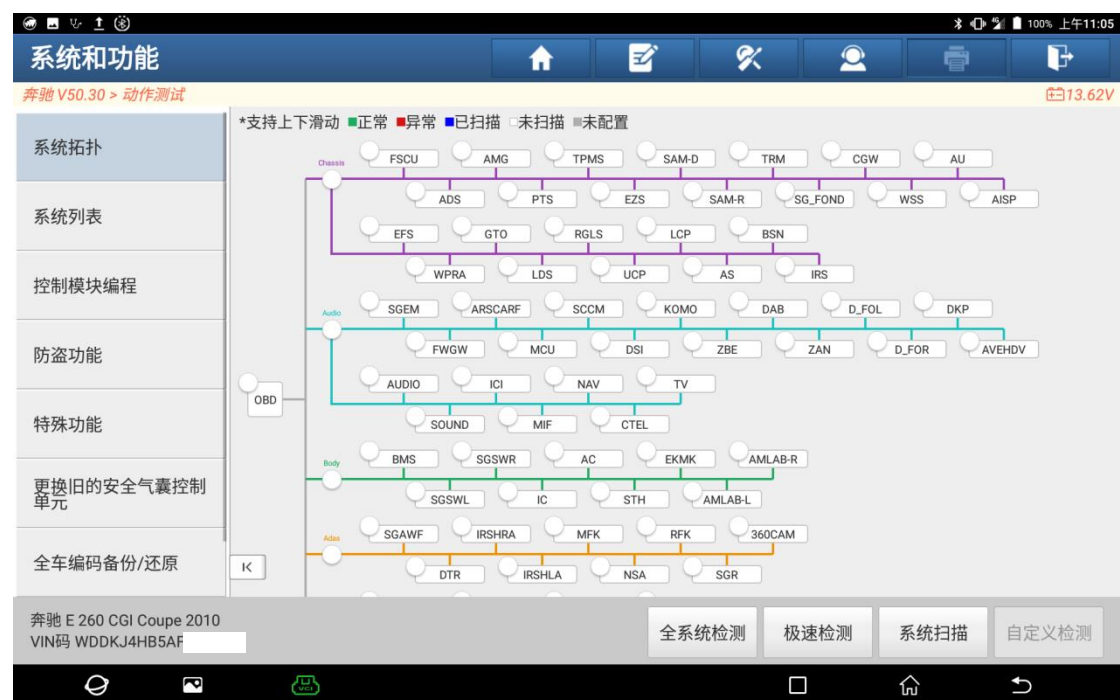 100% 上午11:05
系统和功能
奔驰 V50.30 > 动作测试
13.62V
系统拓扑
系统列表
控制模块编程
防盗功能
特殊功能
更换旧的安全气囊控制
单元
全车编码备份/还原
*支持上下滑动 正常 异常 已扫描 未扫描 未配置
Chassis
FSCU AMG TPMS SAM-D TRM CGW AU
ADS PTS EZS SAM-R SG_FOND WSS AISP
EFS GTO RGLS LCP BSN
WPRA LDS UCP AS IRS
Audio
SGEM ARSCARF SCCM KOMO DAB D_FOL DKP
FWGW MCU DSI ZBE ZAN D_FOR AVEHDV
OBD
AUDIO ICI NAV TV
SOUND MIF CTEL
Body
BMS SGSWR AC EKMK AMLAB-R
SGSWL IC STH AMLAB-L
Adas
SGAWF IRSHRA MFK RFK 360CAM
DTR IRSHLA NSA SGR
奔驰 E 260 CGI Coupe 2010
VIN码 WDDKJ4HB5AF
全系统检测 极速检测 系统扫描 自定义检测
VCI